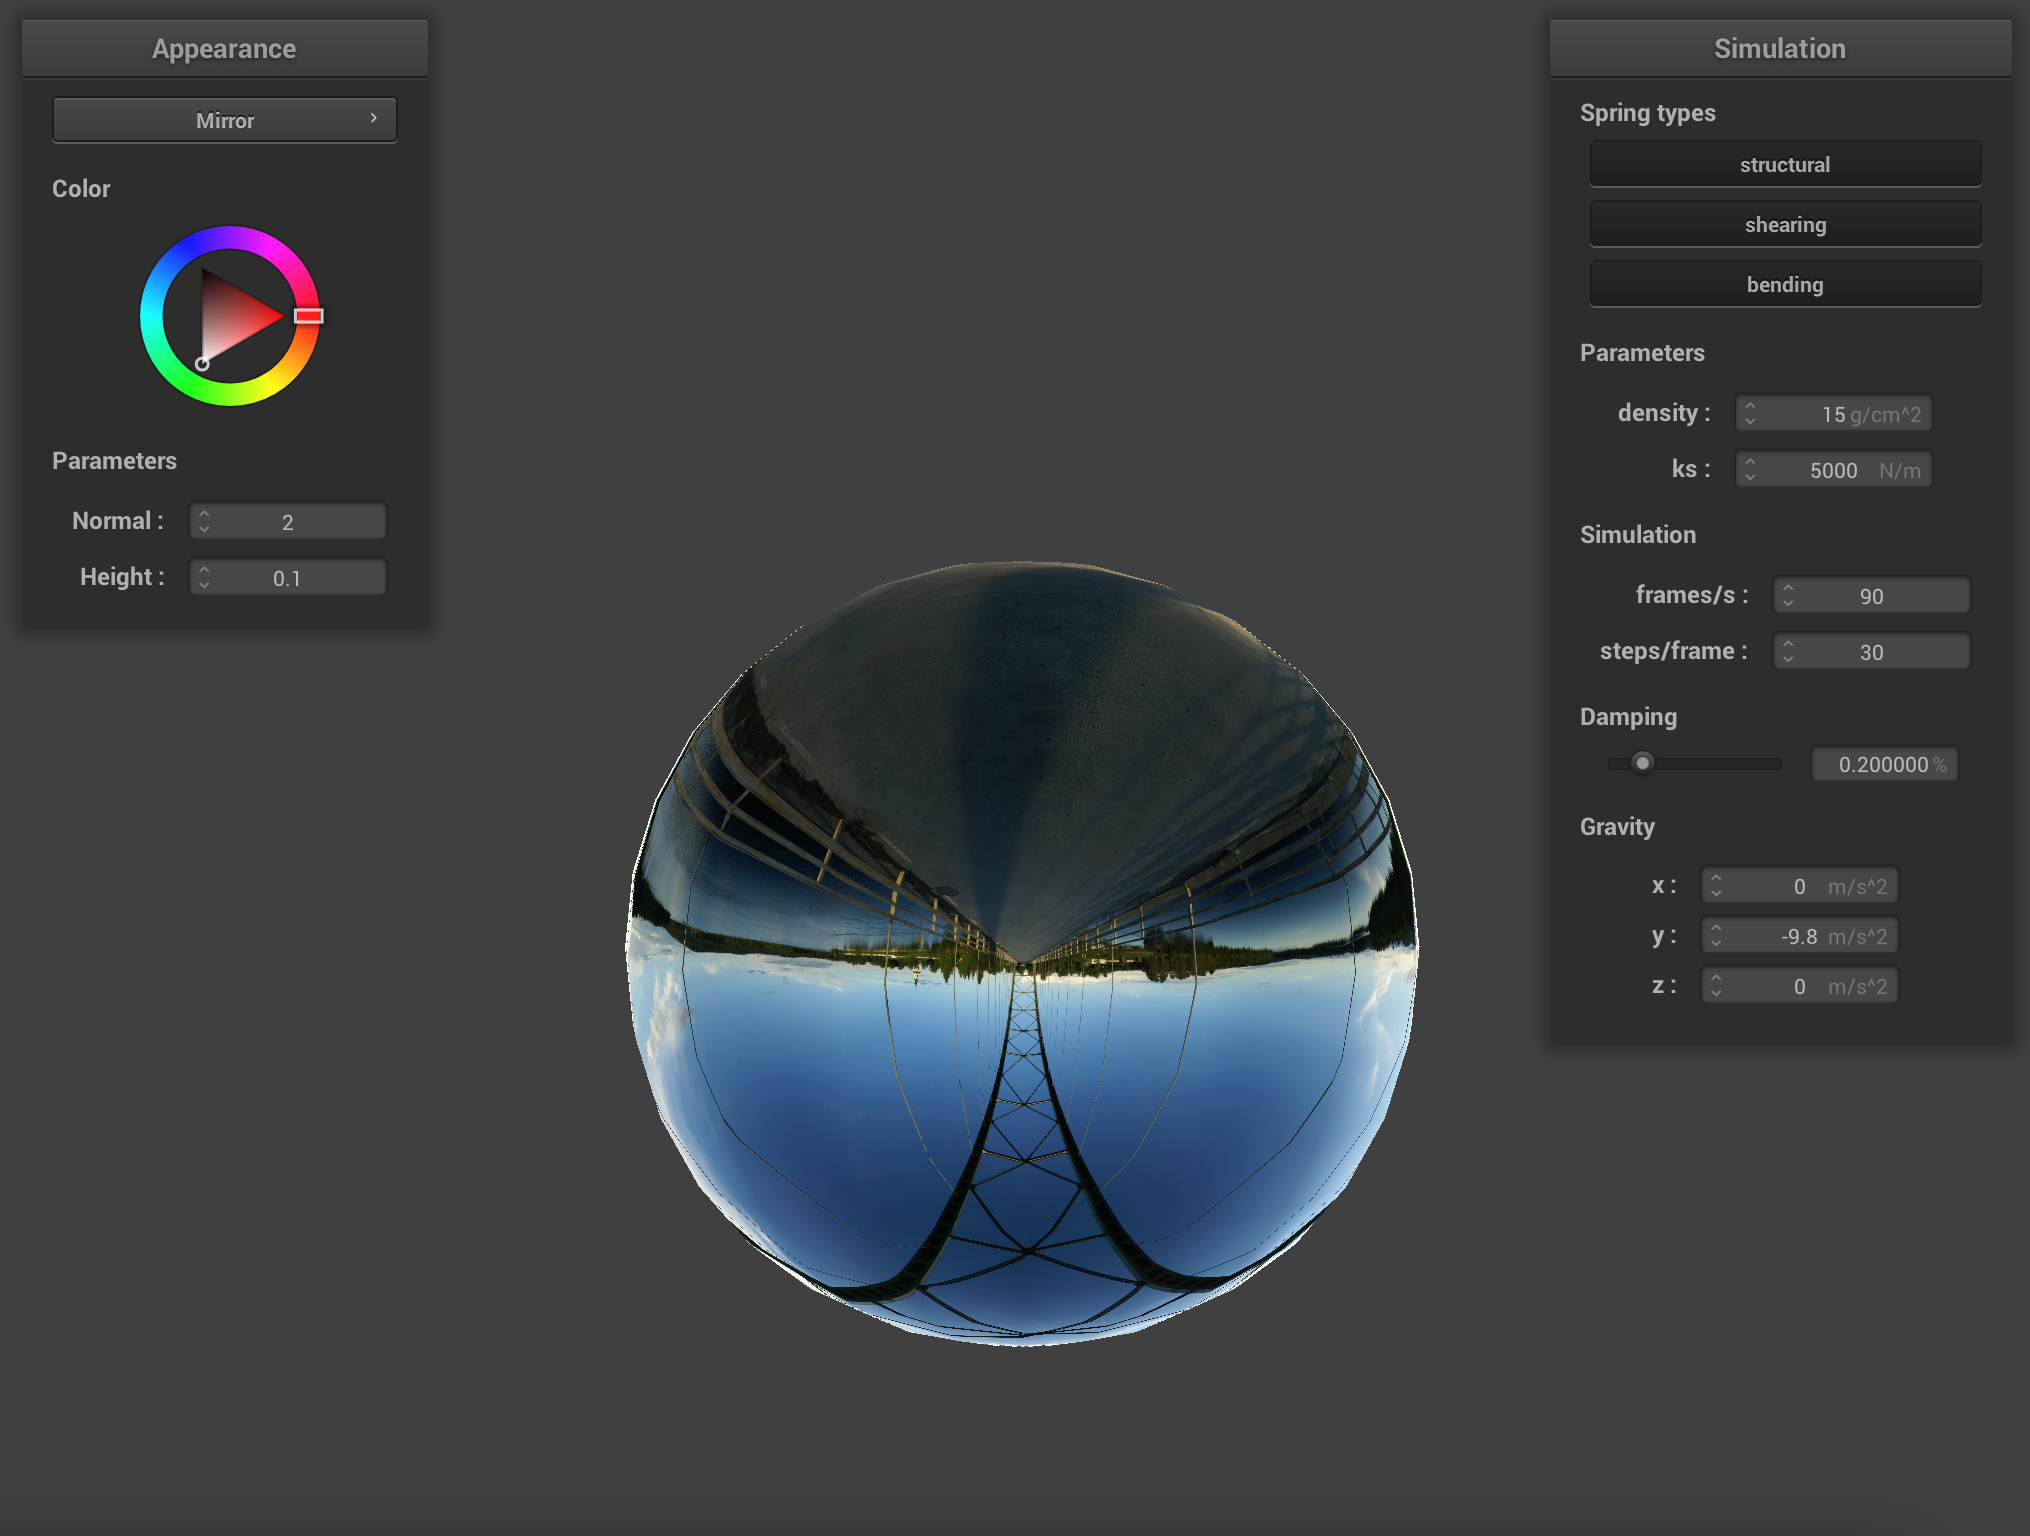 Appearance
Mirror
Color
Parameters
Normal : 2
Height : 0.1
Simulation
Spring types
structural
shearing
bending
Parameters
density : 15 g/cm^2
ks : 5000 N/m
Simulation
frames/s : 90
steps/frame : 30
Damping
0.200000 %
Gravity
x : 0 m/s^2
y : -9.8 m/s^2
z : 0 m/s^2